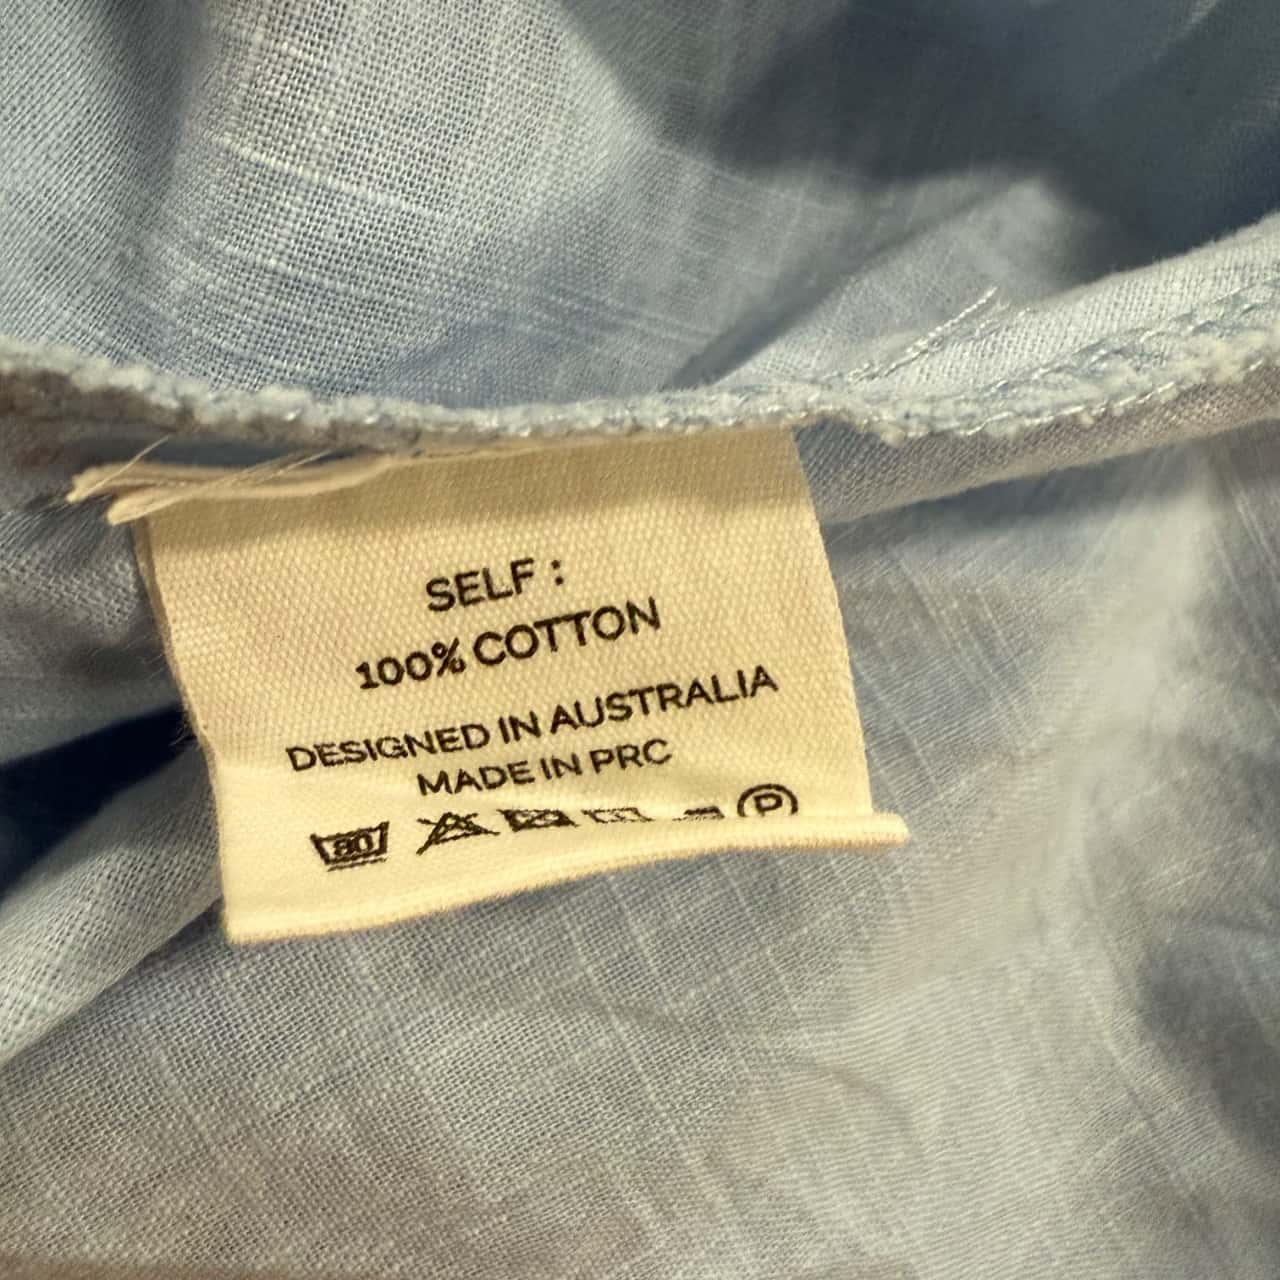 SELF :
100% COTTON
DESIGNED IN AUSTRALIA
MADE IN PRC
P